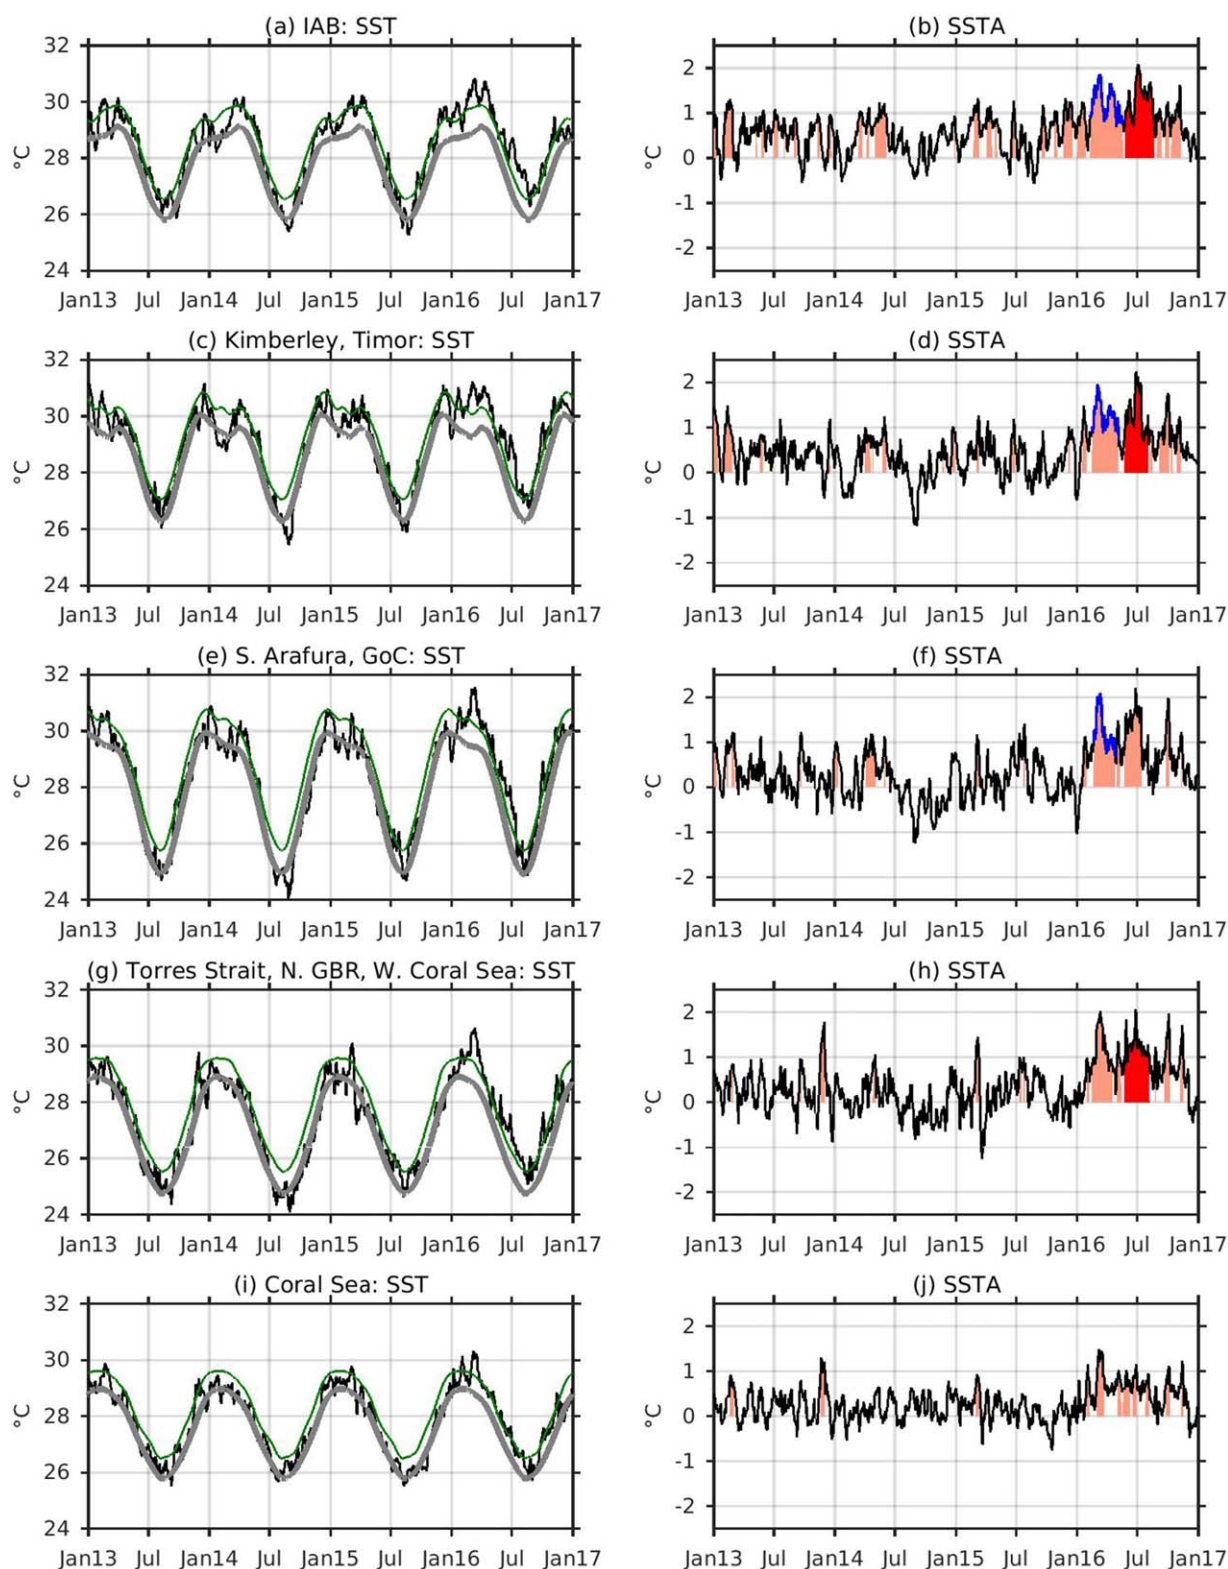 (a) IAB: SST
32
30
28
26
24
°C
Jan13 Jul Jan14 Jul Jan15 Jul Jan16 Jul Jan17
(b) SSTA
2
1
0
-1
-2
°C
Jan13 Jul Jan14 Jul Jan15 Jul Jan16 Jul Jan17
(c) Kimberley, Timor: SST
32
30
28
26
24
°C
Jan13 Jul Jan14 Jul Jan15 Jul Jan16 Jul Jan17
(d) SSTA
2
1
0
-1
-2
°C
Jan13 Jul Jan14 Jul Jan15 Jul Jan16 Jul Jan17
(e) S. Arafura, GoC: SST
32
30
28
26
24
°C
Jan13 Jul Jan14 Jul Jan15 Jul Jan16 Jul Jan17
(f) SSTA
2
1
0
-1
-2
°C
Jan13 Jul Jan14 Jul Jan15 Jul Jan16 Jul Jan17
(g) Torres Strait, N. GBR, W. Coral Sea: SST
32
30
28
26
24
°C
Jan13 Jul Jan14 Jul Jan15 Jul Jan16 Jul Jan17
(h) SSTA
2
1
0
-1
-2
°C
Jan13 Jul Jan14 Jul Jan15 Jul Jan16 Jul Jan17
(i) Coral Sea: SST
32
30
28
26
24
°C
Jan13 Jul Jan14 Jul Jan15 Jul Jan16 Jul Jan17
(j) SSTA
2
1
0
-1
-2
°C
Jan13 Jul Jan14 Jul Jan15 Jul Jan16 Jul Jan17